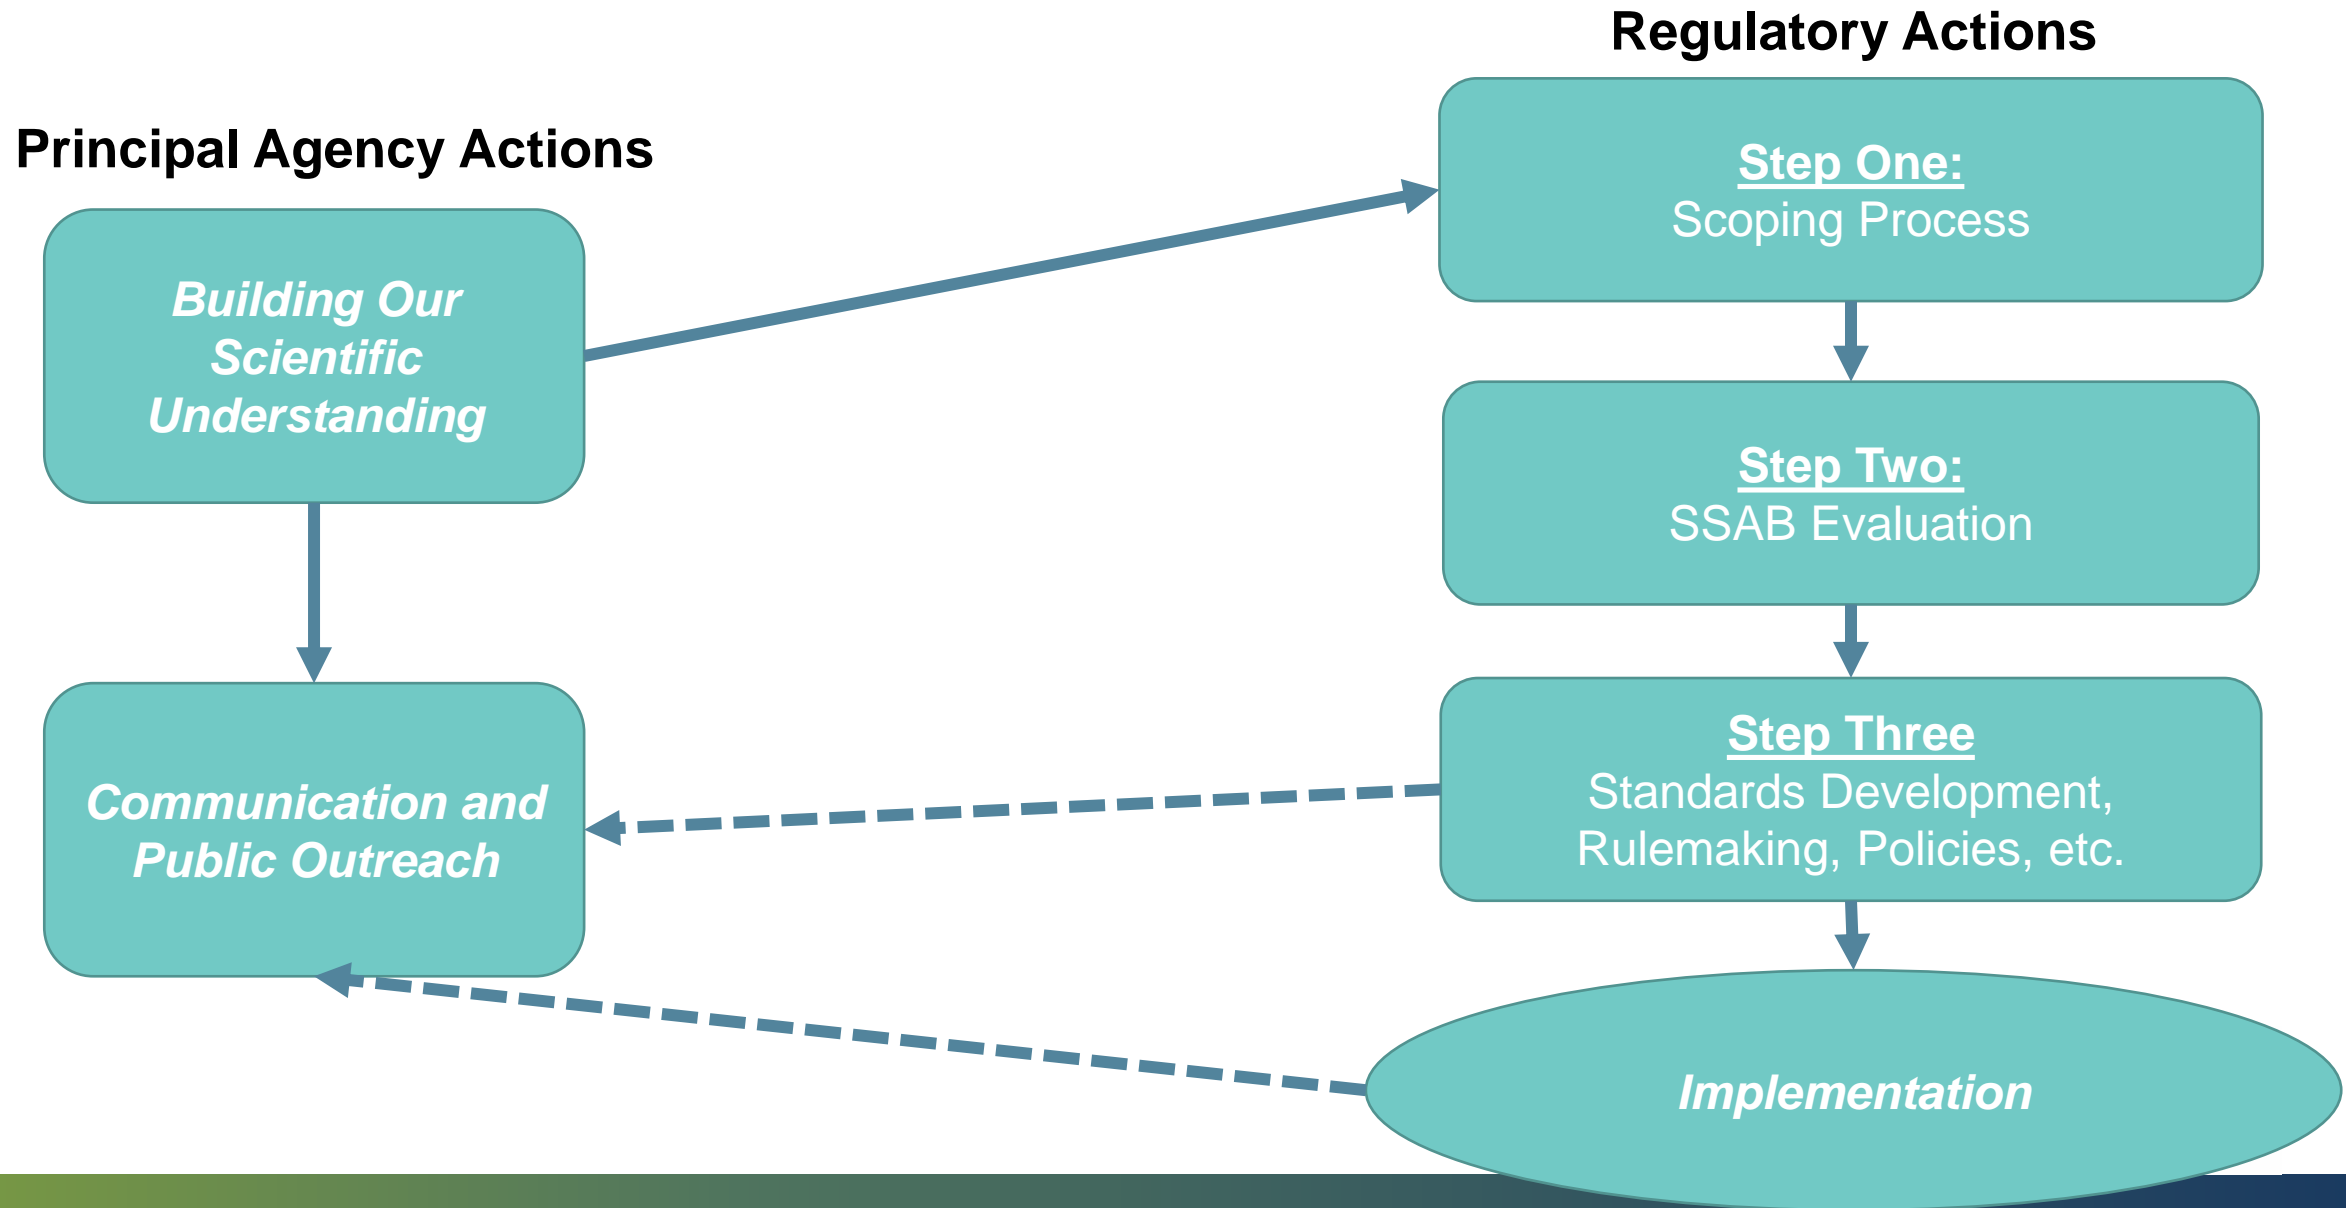 Regulatory Actions
Principal Agency Actions
Building Our
Scientific
Understanding
Communication and
Public Outreach
Step One:
Scoping Process
Step Two:
SSAB Evaluation
Step Three
Standards Development,
Rulemaking, Policies, etc.
Implementation